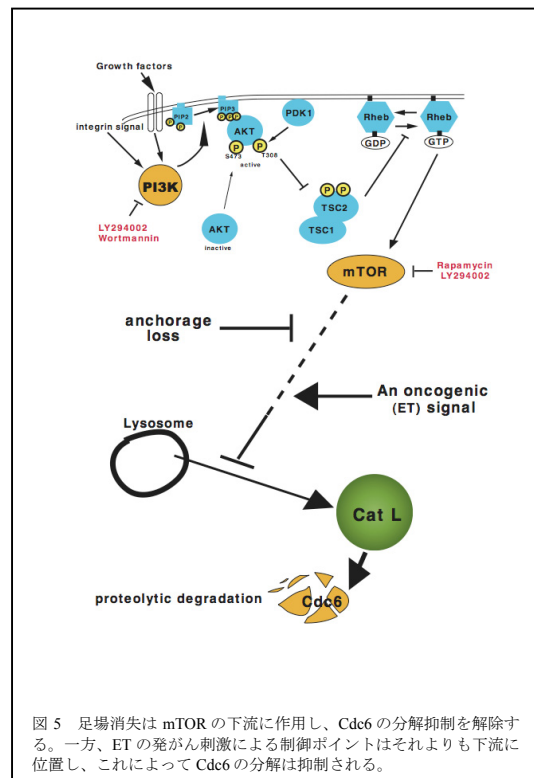 Growth factors
PIP2
P
P
PIP3
P
P
P
AKT
PDK1
Rheb
Rheb
integrin signal
P
P
S473
T308
active
GDP
GTP
PI3K
P
P
TSC2
TSC1
LY294002
Wortmannin
AKT
inactive
mTOR
Rapamycin
LY294002
anchorage
loss
An oncogenic
(ET) signal
Lysosome
Cat L
proteolytic degradation
Cdc6
図 5 足場消失は mTOR の下流に作用し、Cdc6 の分解抑制を解除す
る。一方、ET の発がん刺激による制御ポイントはそれよりも下流に
位置し、これによって Cdc6 の分解は抑制される。